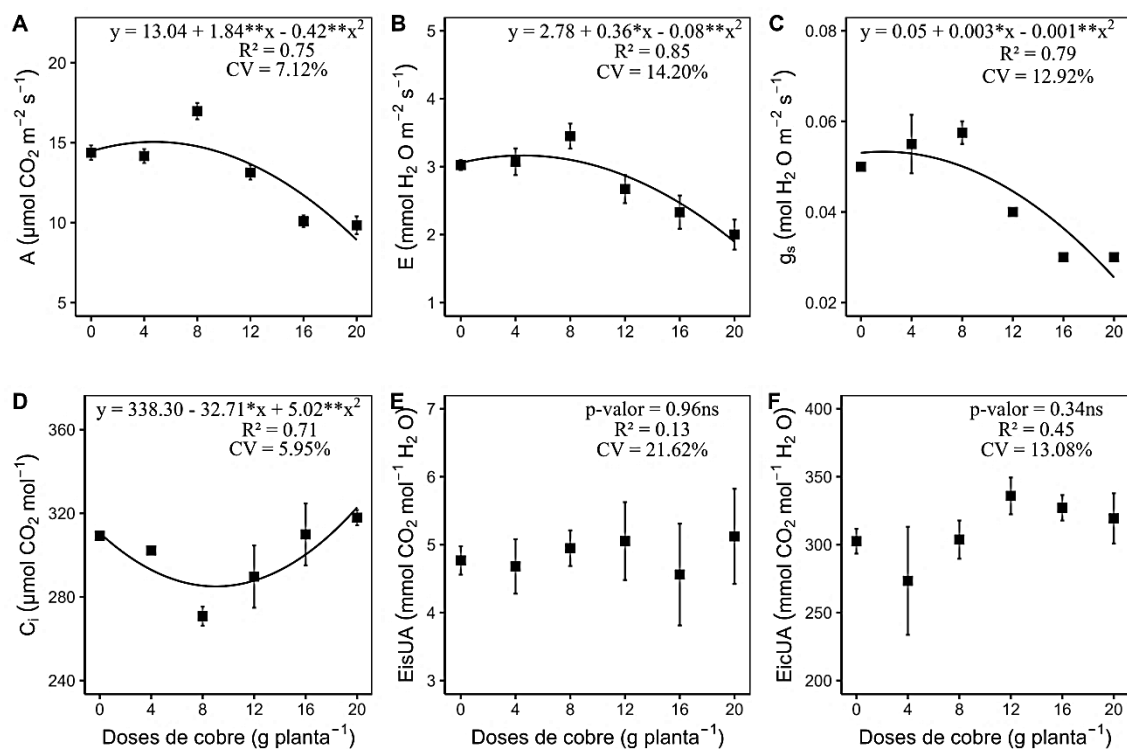 A
y = 13.04 + 1.84**x - 0.42**x²
R² = 0.75
CV = 7.12%
A (µmol CO₂ m⁻² s⁻¹)
20
15
10
5
0 4 8 12 16 20
B
y = 2.78 + 0.36*x - 0.08**x²
R² = 0.85
CV = 14.20%
E (mmol H₂ O m⁻² s⁻¹)
5
4
3
2
1
0 4 8 12 16 20
C
y = 0.05 + 0.003*x - 0.001**x²
R² = 0.79
CV = 12.92%
gₛ (mol H₂ O m⁻² s⁻¹)
0.08
0.06
0.04
0.02
0 4 8 12 16 20
D
y = 338.30 - 32.71*x + 5.02**x²
R² = 0.71
CV = 5.95%
Cᵢ (µmol CO₂ mol⁻¹)
360
320
280
240
0 4 8 12 16 20
Doses de cobre (g planta⁻¹)
E
p-valor = 0.96ns
R² = 0.13
CV = 21.62%
EisUA (mmol CO₂ mol⁻¹ H₂ O)
7
6
5
4
3
0 4 8 12 16 20
Doses de cobre (g planta⁻¹)
F
p-valor = 0.34ns
R² = 0.45
CV = 13.08%
EicUA (mmol CO₂ mol⁻¹ H₂ O)
400
350
300
250
200
0 4 8 12 16 20
Doses de cobre (g planta⁻¹)